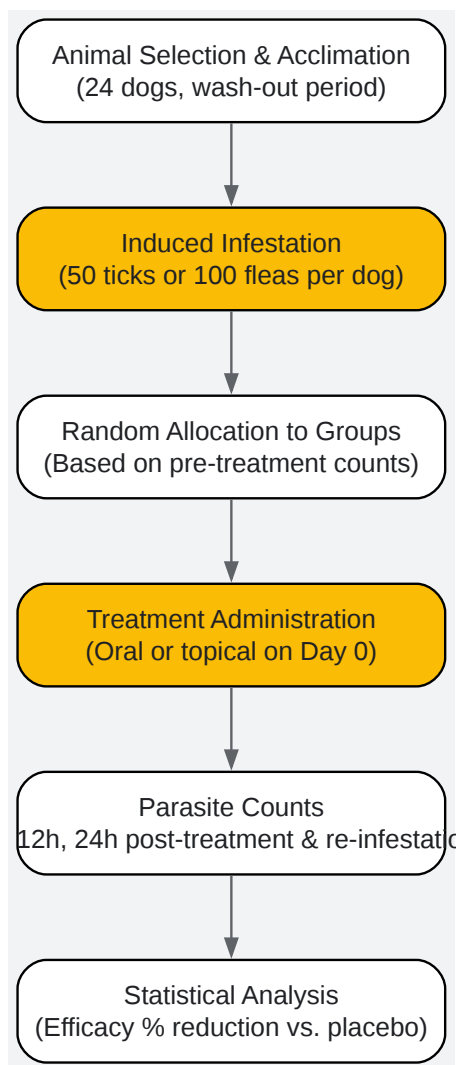 Animal Selection & Acclimation
(24 dogs, wash-out period)
Induced Infestation
(50 ticks or 100 fleas per dog)
Random Allocation to Groups
(Based on pre-treatment counts)
Treatment Administration
(Oral or topical on Day 0)
Parasite Counts
12h, 24h post-treatment & re-infestatio
Statistical Analysis
(Efficacy % reduction vs. placebo)